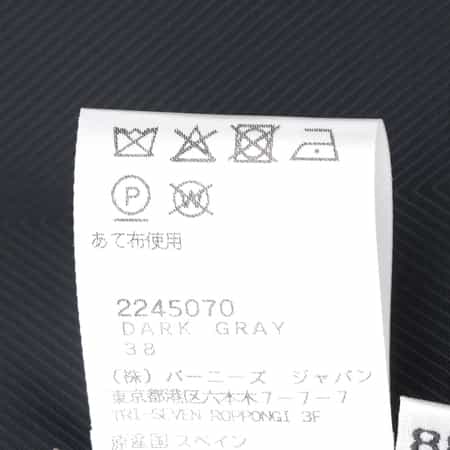 P W
あて布使用
2245070
DARK GRAY
38
(株) バーニーズ ジャパン
東京都港区六本木7-7-7
TRI-SEVEN ROPPONGI 3F
原産国スペイン
8